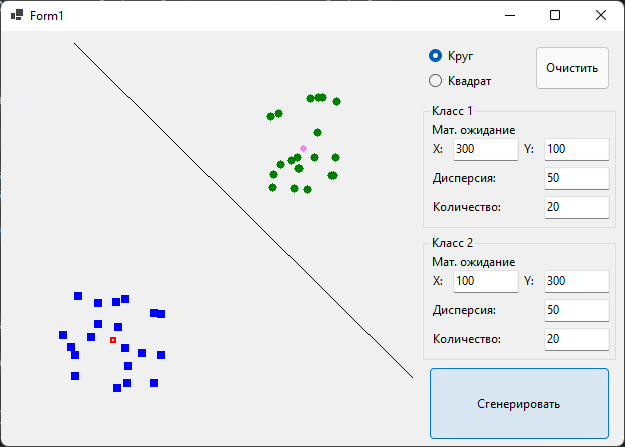 Form1
Круг
Квадрат
Очистить
Класс 1
Мат. ожидание
X: 300 Y: 100
Дисперсия: 50
Количество: 20
Класс 2
Мат. ожидание
X: 100 Y: 300
Дисперсия: 50
Количество: 20
Сгенерировать